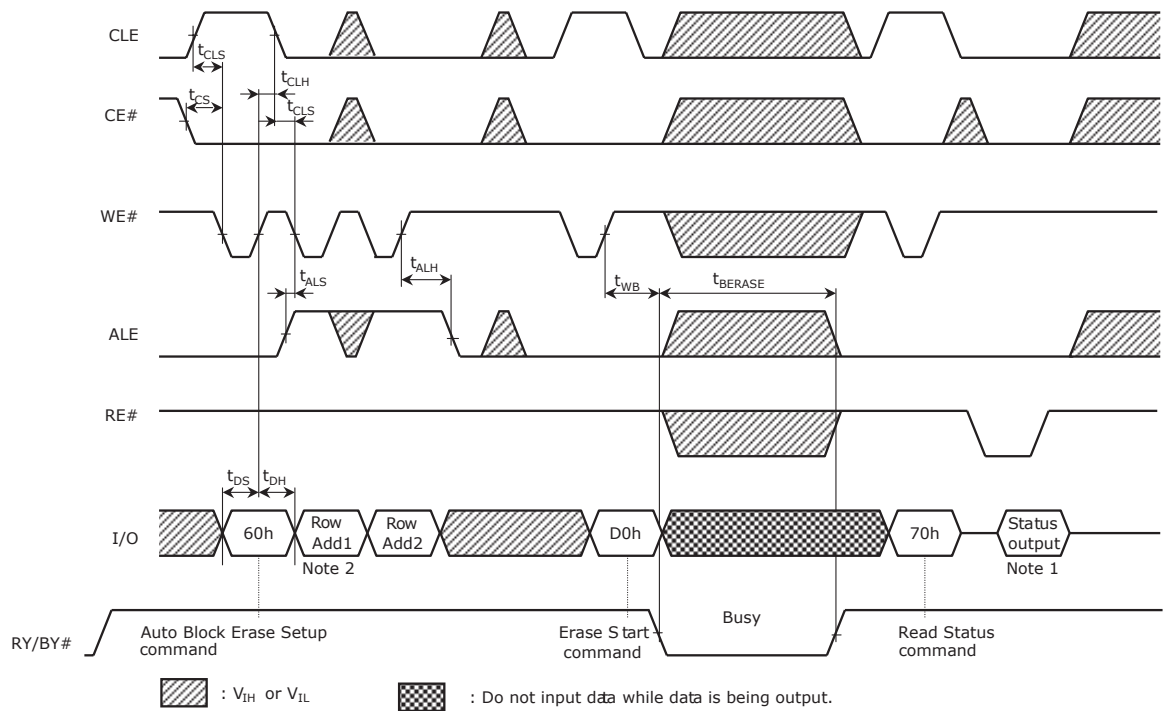 CLE
tCLS
tCLH
tCS
tCLS
CE#
WE#
tALH
tALS
tWB
tBERASE
ALE
RE#
tDS
tDH
I/O
60h
Row
Add1
Row
Add2
D0h
70h
Status
output
Note 2
Note 1
RY/BY#
Auto Block Erase Setup
command
Erase Start
command
Busy
Read Status
command
: VIH or VIL
: Do not input data while data is being output.